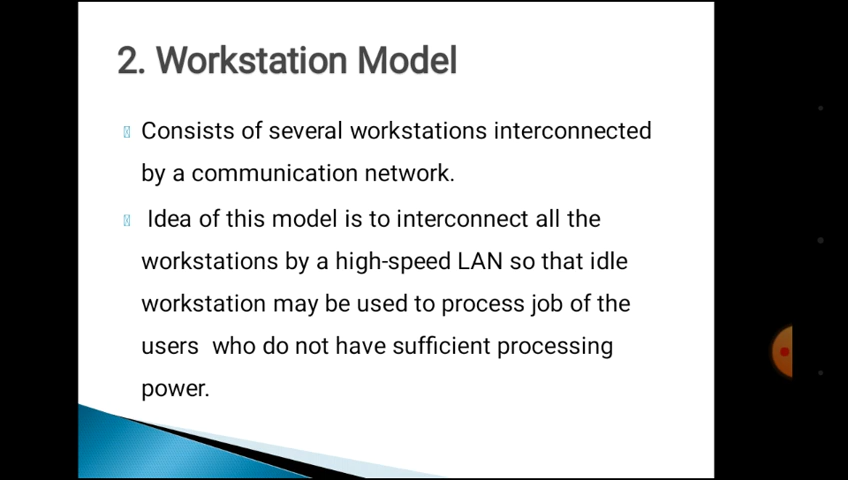 2. Workstation Model
Consists of several workstations interconnected
by a communication network.
Idea of this model is to interconnect all the
workstations by a high-speed LAN so that idle
workstation may be used to process job of the
users who do not have sufficient processing
power.